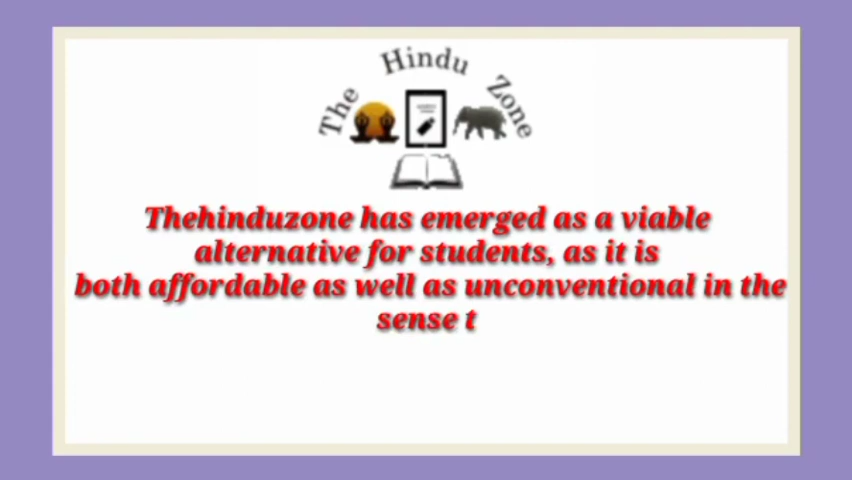 The Hindu Zone
Thehinduzone has emerged as a viable
alternative for students, as it is
both affordable as well as unconventional in the
sense t